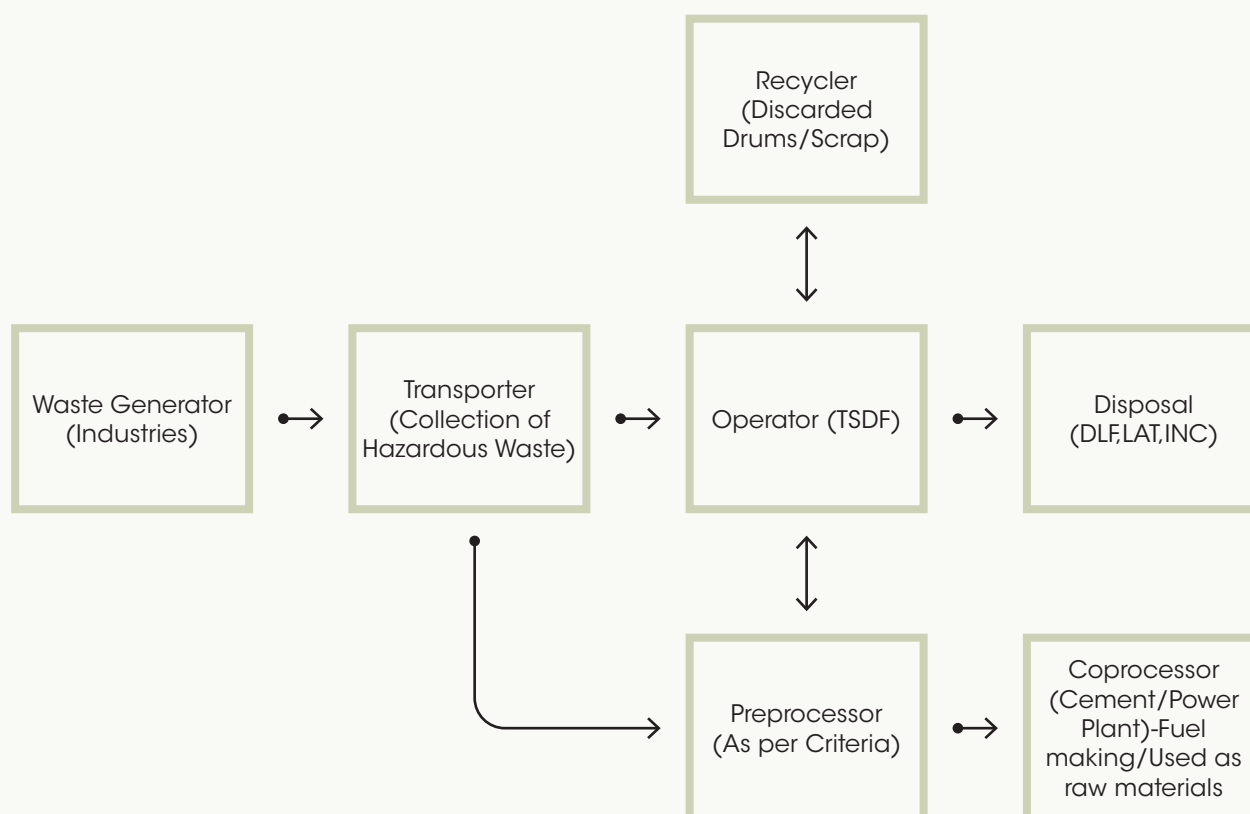 Recycler
(Discarded
Drums/Scrap)
Waste Generator
(Industries)
Transporter
(Collection of
Hazardous Waste)
Operator (TSDF)
Disposal
(DLF,LAT,INC)
Preprocessor
(As per Criteria)
Coprocessor
(Cement/Power
Plant)-Fuel
making/Used as
raw materials